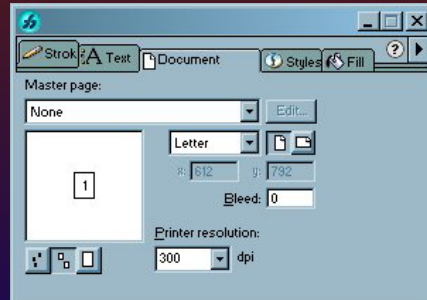 Strok A Text Document Styles Fill ?
Master page:
None Edit...
Letter
1 x: 612 y: 792
Bleed: 0
Printer resolution:
300 dpi